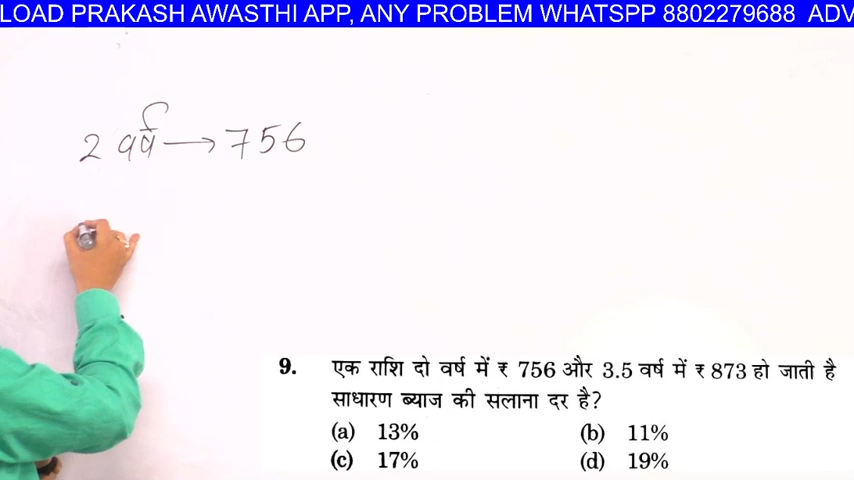 LOAD PRAKASH AWASTHI APP, ANY PROBLEM WHATSPP 8802279688 ADV
2 वर्ष → 756
9. एक राशि दो वर्ष में ₹ 756 और 3.5 वर्ष में ₹ 873 हो जाती है
साधारण ब्याज की सलाना दर है?
(a) 13% (b) 11%
(c) 17% (d) 19%